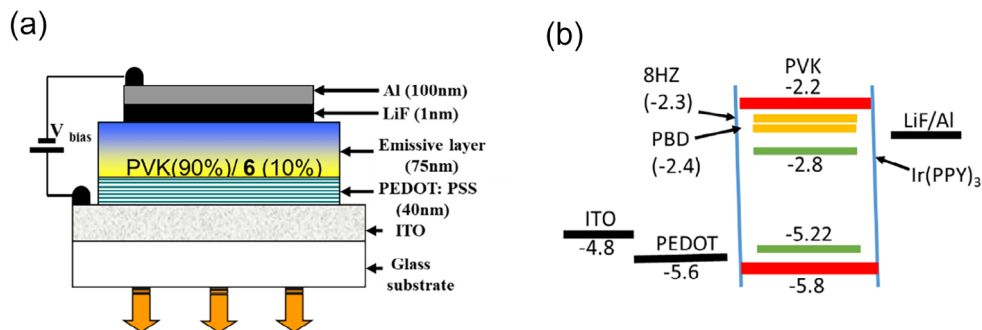 (a)
Al (100nm)
LiF (1nm)
V bias
Emissive layer
(75nm)
PVK(90%)/ 6 (10%)
PEDOT: PSS
(40nm)
ITO
Glass
substrate
(b)
PVK
-2.2
8HZ
(-2.3)
PBD
(-2.4)
-2.8
LiF/Al
Ir(PPY)3
ITO
-4.8
PEDOT
-5.6
-5.22
-5.8